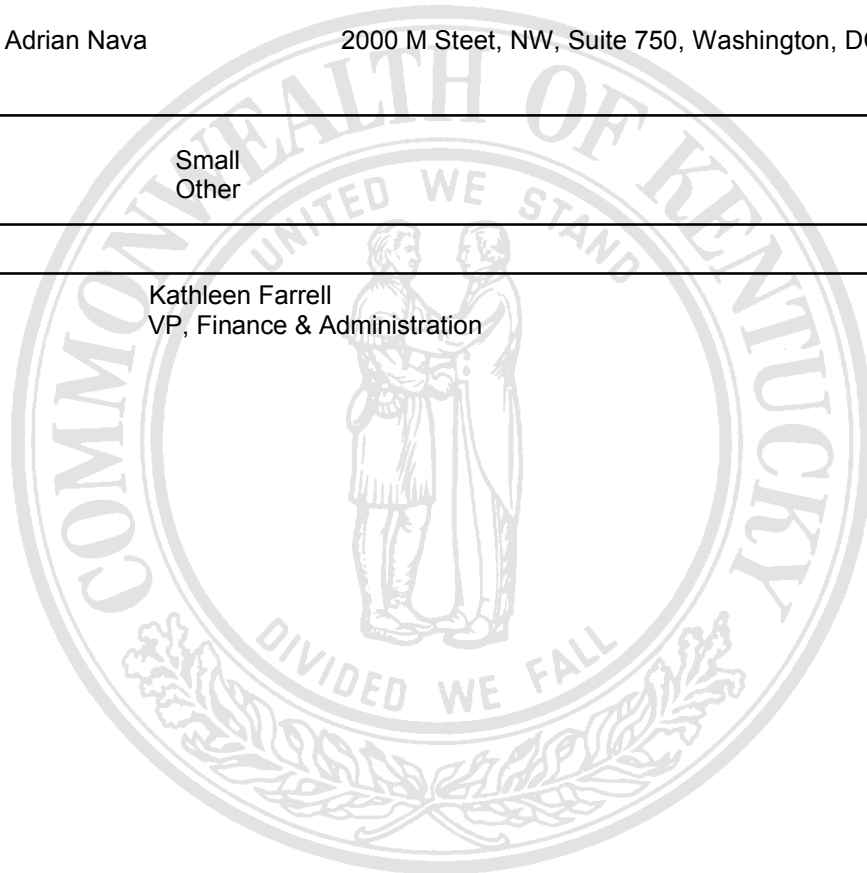 Adrian Nava 2000 M Steet, NW, Suite 750, Washington, DC
Small
Other
Kathleen Farrell
VP, Finance & Administration
COMMONWEALTH OF KENTUCKY
UNITED WE STAND
DIVIDED WE FALL